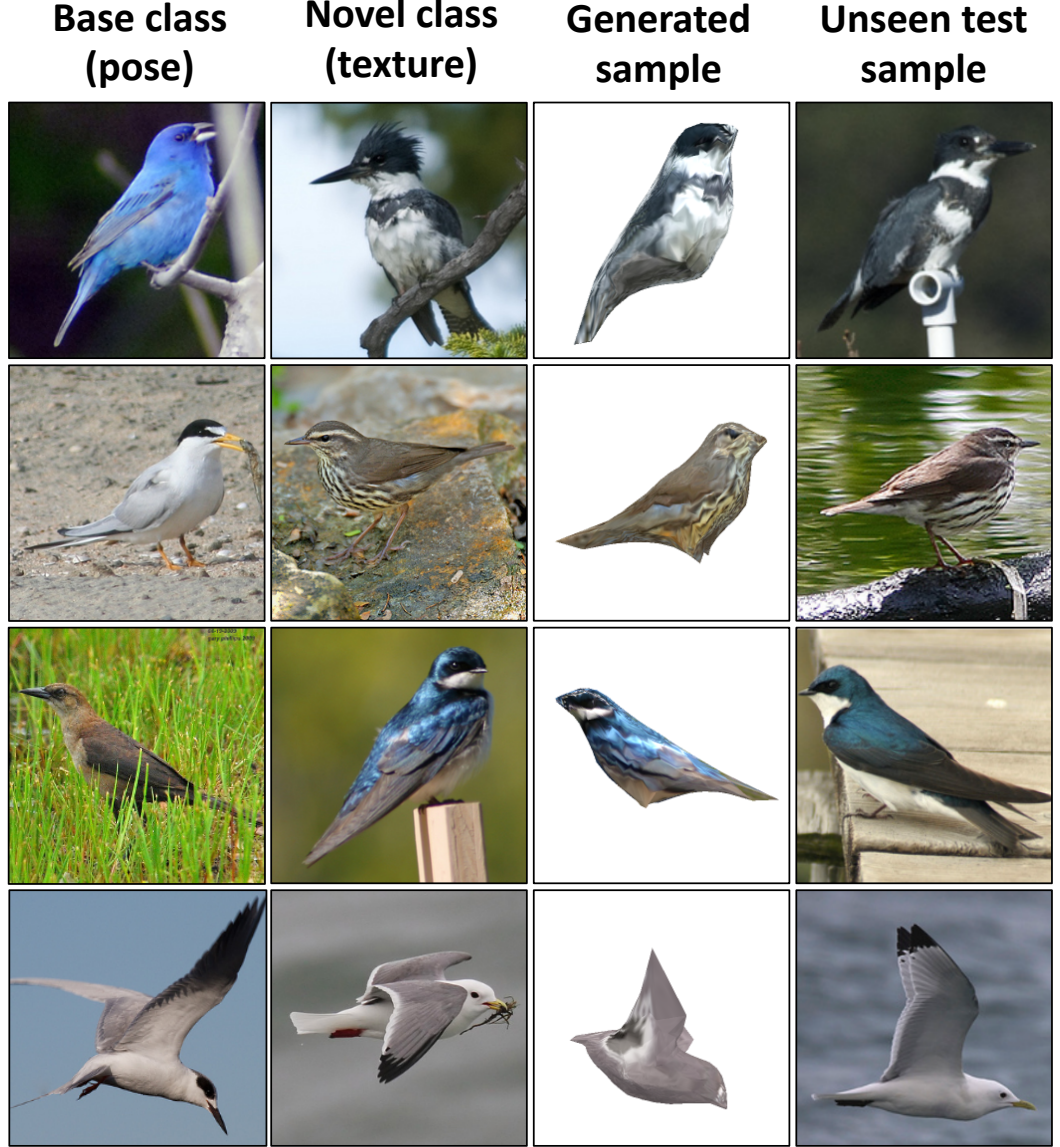 Base class
(pose)
Novel class
(texture)
Generated
sample
Unseen test
sample